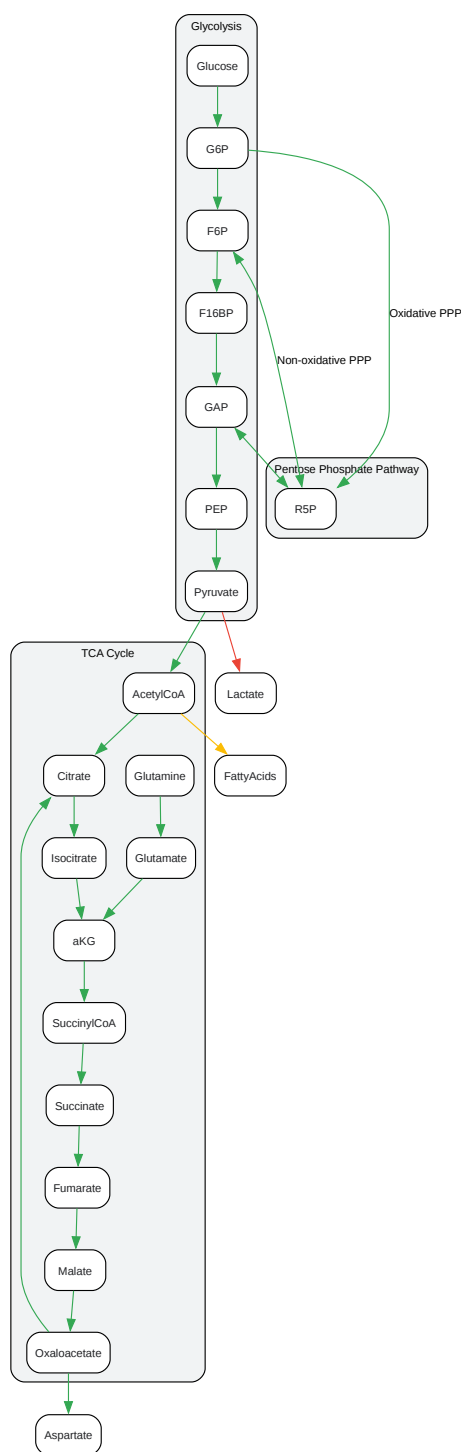 Glycolysis
Glucose
G6P
F6P
F16BP
Oxidative PPP
Non-oxidative PPP
GAP
Pentose Phosphate Pathway
PEP
R5P
Pyruvate
TCA Cycle
AcetylCoA
Lactate
Citrate
Glutamine
FattyAcids
Isocitrate
Glutamate
aKG
SuccinylCoA
Succinate
Fumarate
Malate
Oxaloacetate
Aspartate